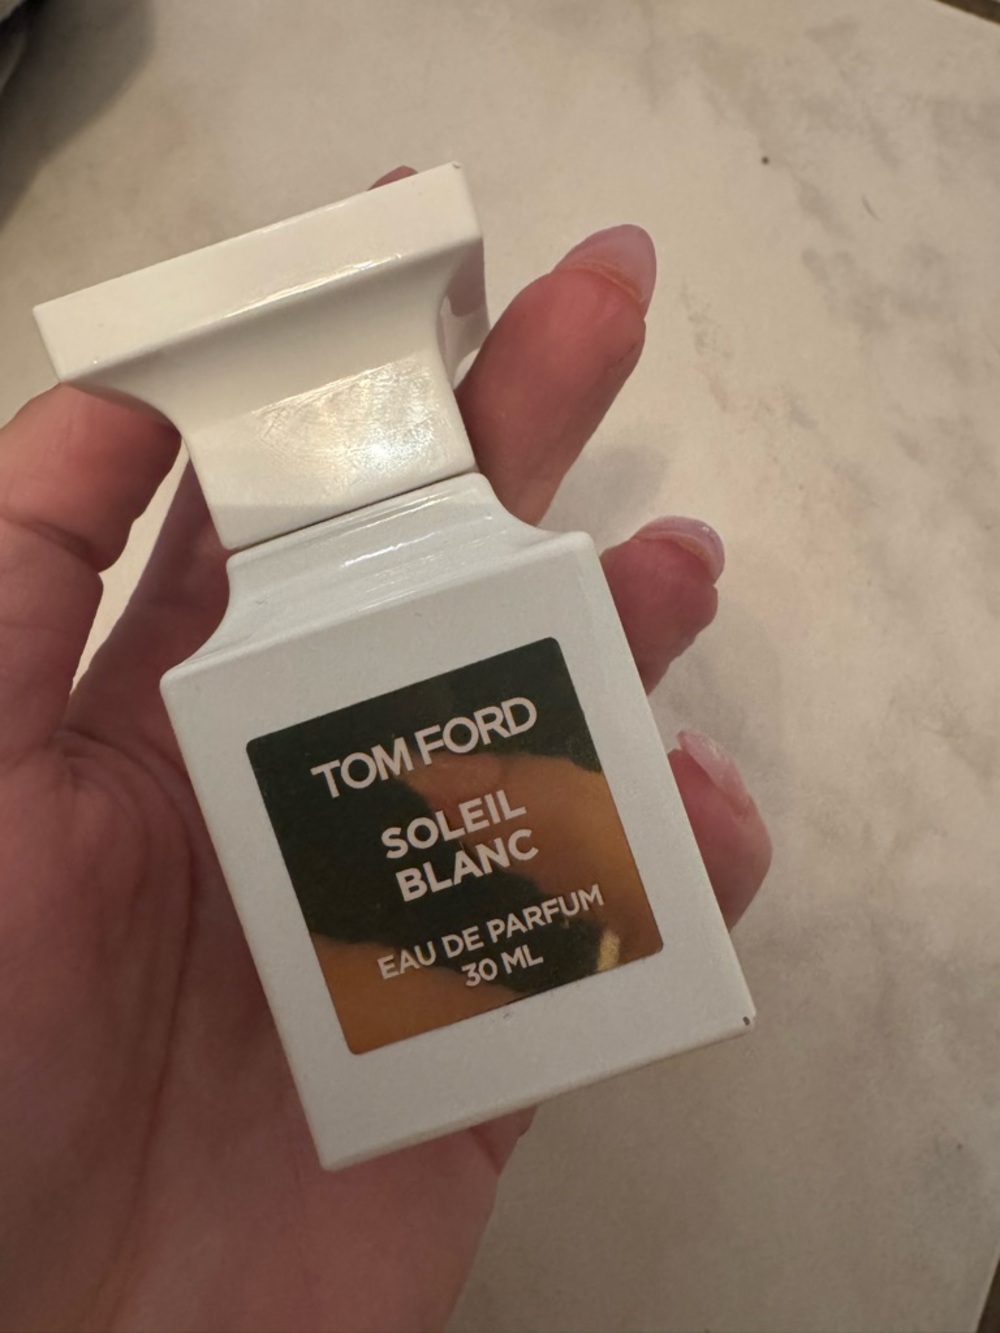 TOM FORD
SOLEIL
BLANC
EAU DE PARFUM
30 ML